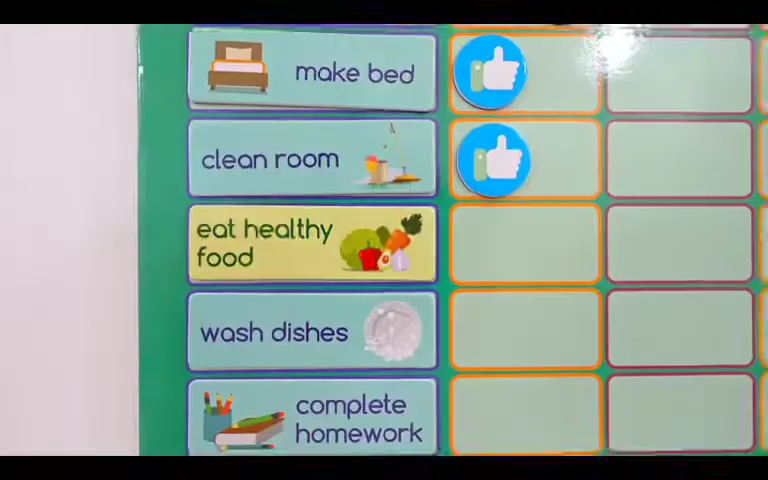 make bed
clean room
eat healthy
food
wash dishes
complete
homework